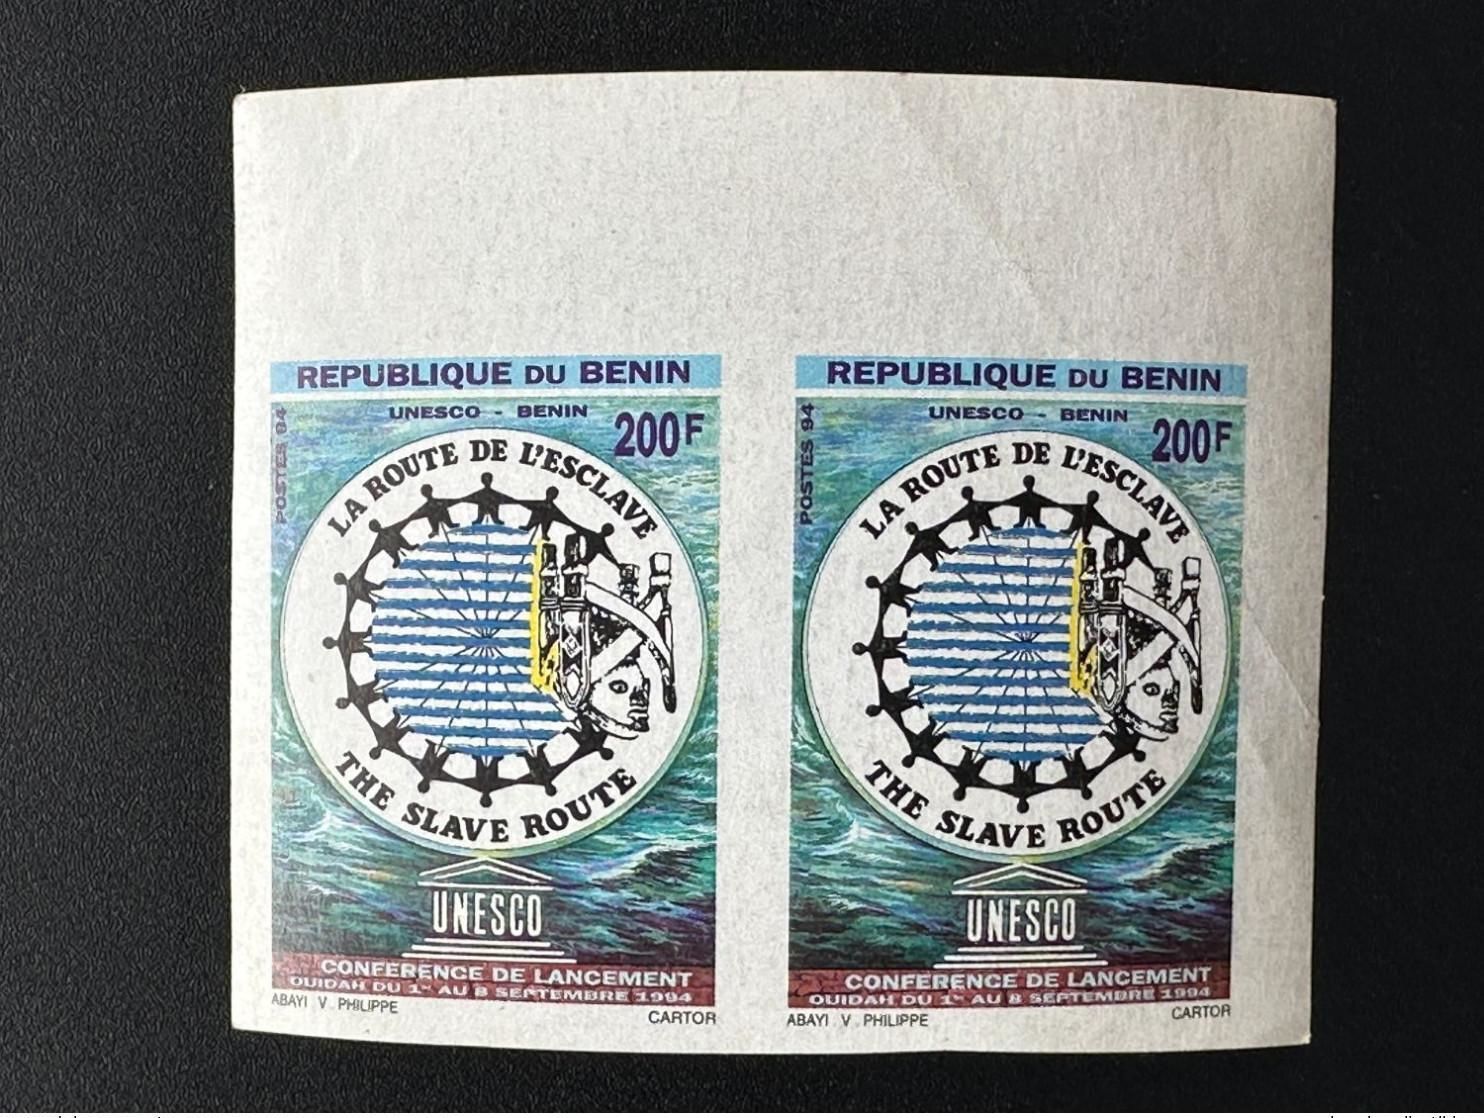 REPUBLIQUE DU BENIN
UNESCO - BENIN
200F
POSTES 94
LA ROUTE DE L'ESCLAVE
THE SLAVE ROUTE
UNESCO
CONFERENCE DE LANCEMENT
OUIDAH DU 1er AU 8 SEPTEMBRE 1994
ABAYI V. PHILIPPE
CARTOR
REPUBLIQUE DU BENIN
UNESCO - BENIN
200F
POSTES 94
LA ROUTE DE L'ESCLAVE
THE SLAVE ROUTE
UNESCO
CONFERENCE DE LANCEMENT
OUIDAH DU 1er AU 8 SEPTEMBRE 1994
ABAYI V. PHILIPPE
CARTOR